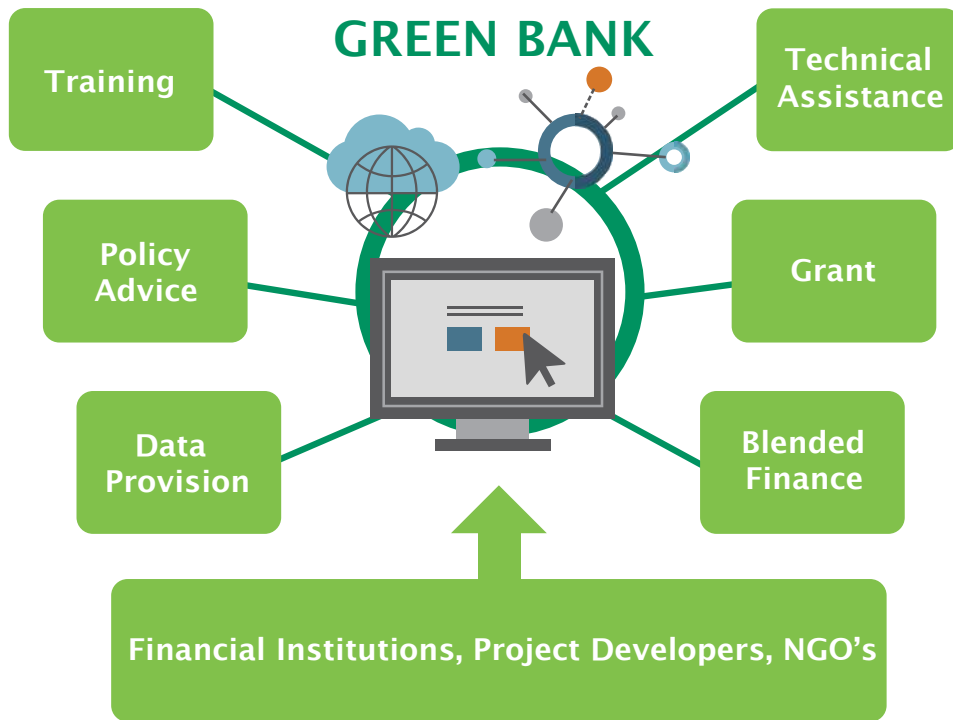 GREEN BANK
Training
Technical
Assistance
Policy
Advice
Grant
Data
Provision
Blended
Finance
Financial Institutions, Project Developers, NGO’s